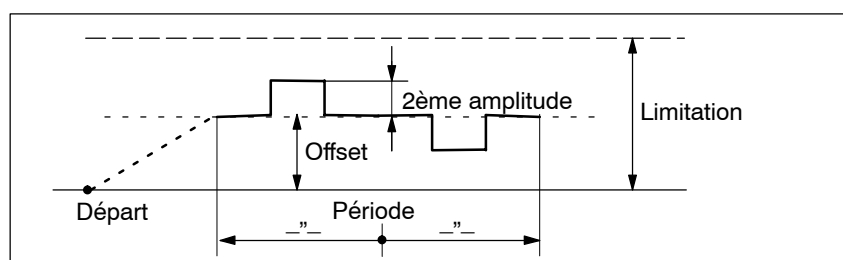 2ème amplitude
Limitation
Offset
Départ
Période
_”_ _”_